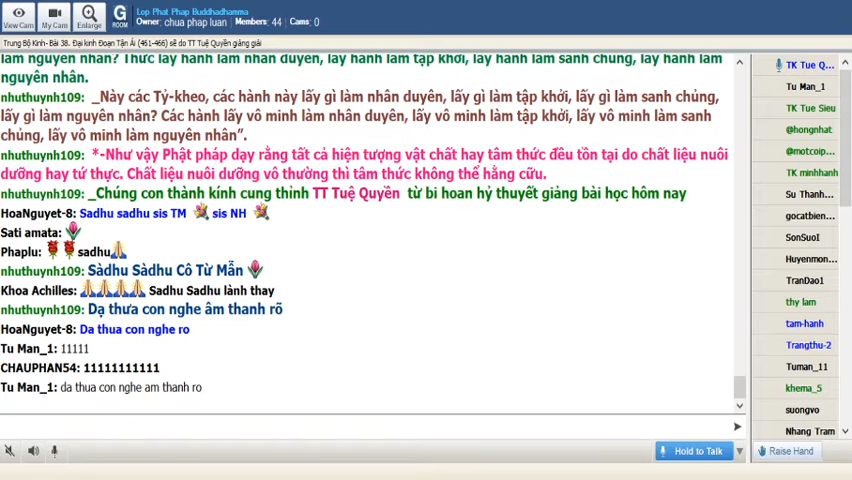 Lop Phat Phap Buddhadhamma
Owner: chua phap luan Members: 44 Cams: 0
View Cam
My Cam
Enlarge
G
ROOM
Trung Bộ Kinh- Bài 38. Đại kinh Đoạn Tận Ái (461-466) sẽ do TT Tuệ Quyền giảng giải
làm nguyên nhân? Thức lấy hành làm nhân duyên, lấy hành làm tập khởi, lấy hành làm sanh chủng, lấy hành làm
nguyên nhân.
nhuthuynh109: _Này các Tỷ-kheo, các hành này lấy gì làm nhân duyên, lấy gì làm tập khởi, lấy gì làm sanh chủng,
lấy gì làm nguyên nhân? Các hành lấy vô minh làm nhân duyên, lấy vô minh làm tập khởi, lấy vô minh làm sanh
chủng, lấy vô minh làm nguyên nhân”.
nhuthuynh109: *-Như vậy Phật pháp dạy rằng tất cả hiện tượng vật chất hay tâm thức đều tồn tại do chất liệu nuôi
dưỡng hay tứ thực. Chất liệu nuôi dưỡng vô thường thì tâm thức không thể hằng cữu.
nhuthuynh109: _Chúng con thành kính cung thỉnh TT Tuệ Quyền từ bi hoan hỷ thuyết giảng bài học hôm nay
HoaNguyet-8: Sadhu sadhu sis TM sis NH
Sati amata:
Phaplu: sadhu
nhuthuynh109: Sàdhu Sàdhu Cô Từ Mẫn
Khoa Achilles: Sadhu Sadhu lành thay
nhuthuynh109: Dạ thưa con nghe âm thanh rõ
HoaNguyet-8: Da thua con nghe ro
Tu Man_1: 11111
CHAUPHAN54: 11111111111
Tu Man_1: da thua con nghe am thanh ro
Hold to Talk
TK Tue Q...
Tu Man_1
TK Tue Sieu
@hongnhat
@motcoip...
TK minhhanh
Su Thanh...
gocatbien...
SonSuoI
Huyenmon...
TranDao1
thy lam
tam-hanh
Trangthu-2
Tuman_11
khema_5
suongvo
Nhang Tram
Raise Hand